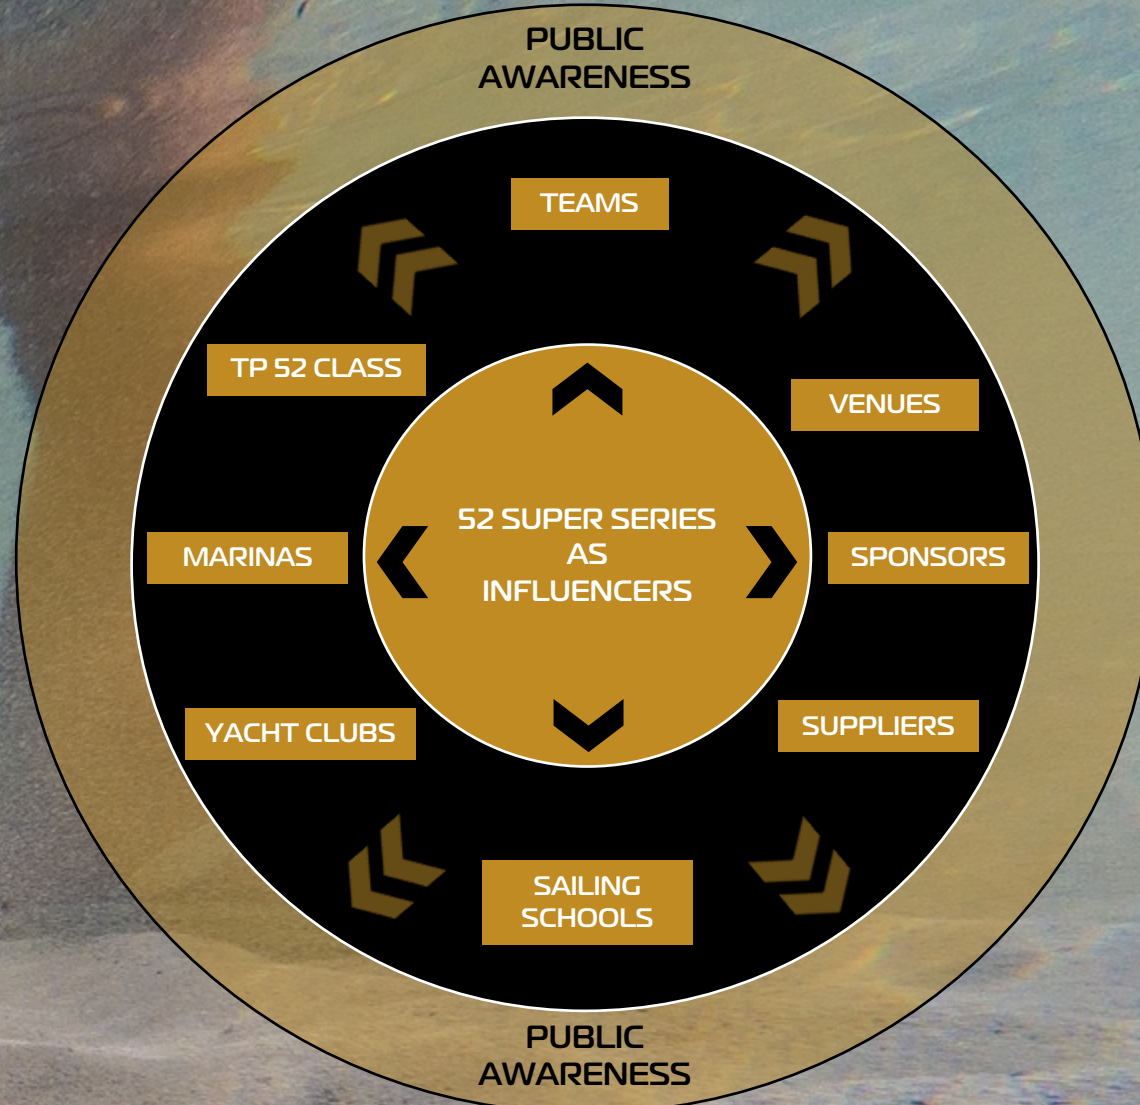 PUBLIC
AWARENESS
TEAMS
TP 52 CLASS
VENUES
52 SUPER SERIES
AS
INFLUENCERS
MARINAS
SPONSORS
YACHT CLUBS
SUPPLIERS
SAILING
SCHOOLS
PUBLIC
AWARENESS